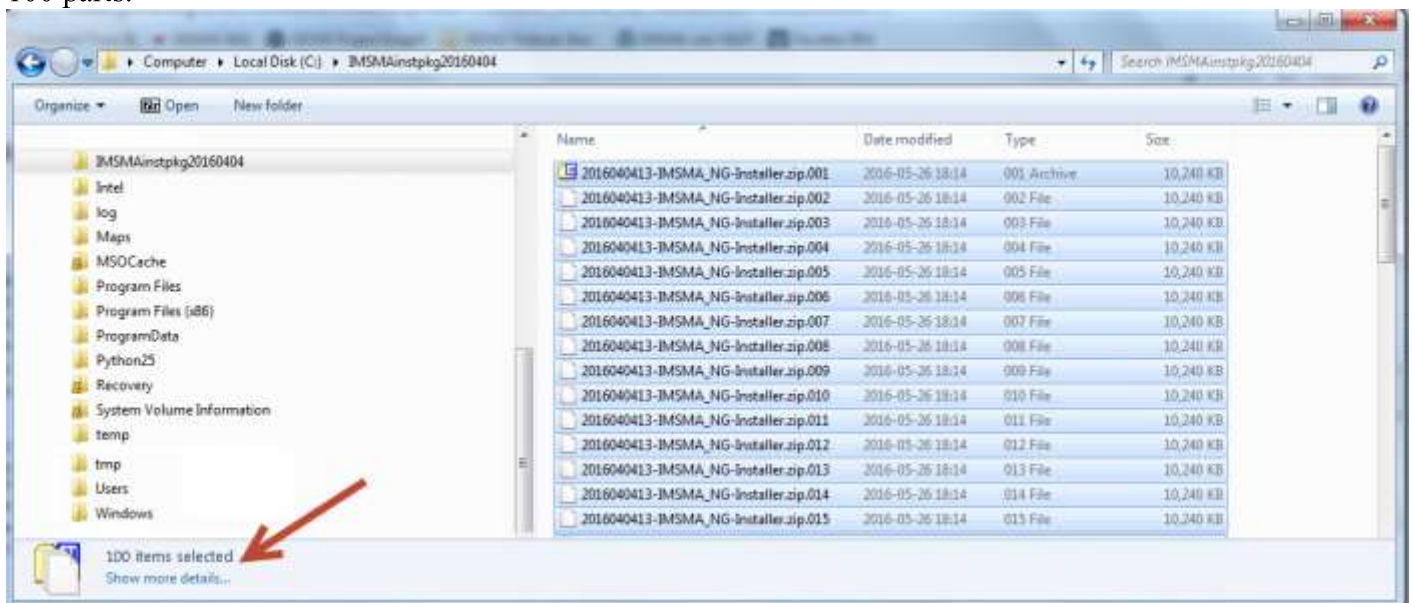 100 parts.
Computer ▸ Local Disk (C:) ▸ IMSMAinstpkg20160404
Search IMSMAinstpkg20160404
Organize Open New folder
Name Date modified Type Size
IMSMAinstpkg20160404
Intel
log
Maps
MSOCache
Program Files
Program Files (x86)
ProgramData
Python25
Recovery
System Volume Information
temp
tmp
Users
Windows
2016040413-IMSMA_NG-Installer.zip.001 2016-05-26 18:14 001 Archive 10,240 KB
2016040413-IMSMA_NG-Installer.zip.002 2016-05-26 18:14 002 File 10,240 KB
2016040413-IMSMA_NG-Installer.zip.003 2016-05-26 18:14 003 File 10,240 KB
2016040413-IMSMA_NG-Installer.zip.004 2016-05-26 18:14 004 File 10,240 KB
2016040413-IMSMA_NG-Installer.zip.005 2016-05-26 18:14 005 File 10,240 KB
2016040413-IMSMA_NG-Installer.zip.006 2016-05-26 18:14 006 File 10,240 KB
2016040413-IMSMA_NG-Installer.zip.007 2016-05-26 18:14 007 File 10,240 KB
2016040413-IMSMA_NG-Installer.zip.008 2016-05-26 18:14 008 File 10,240 KB
2016040413-IMSMA_NG-Installer.zip.009 2016-05-26 18:14 009 File 10,240 KB
2016040413-IMSMA_NG-Installer.zip.010 2016-05-26 18:14 010 File 10,240 KB
2016040413-IMSMA_NG-Installer.zip.011 2016-05-26 18:14 011 File 10,240 KB
2016040413-IMSMA_NG-Installer.zip.012 2016-05-26 18:14 012 File 10,240 KB
2016040413-IMSMA_NG-Installer.zip.013 2016-05-26 18:14 013 File 10,240 KB
2016040413-IMSMA_NG-Installer.zip.014 2016-05-26 18:14 014 File 10,240 KB
2016040413-IMSMA_NG-Installer.zip.015 2016-05-26 18:14 015 File 10,240 KB
100 items selected
Show more details...